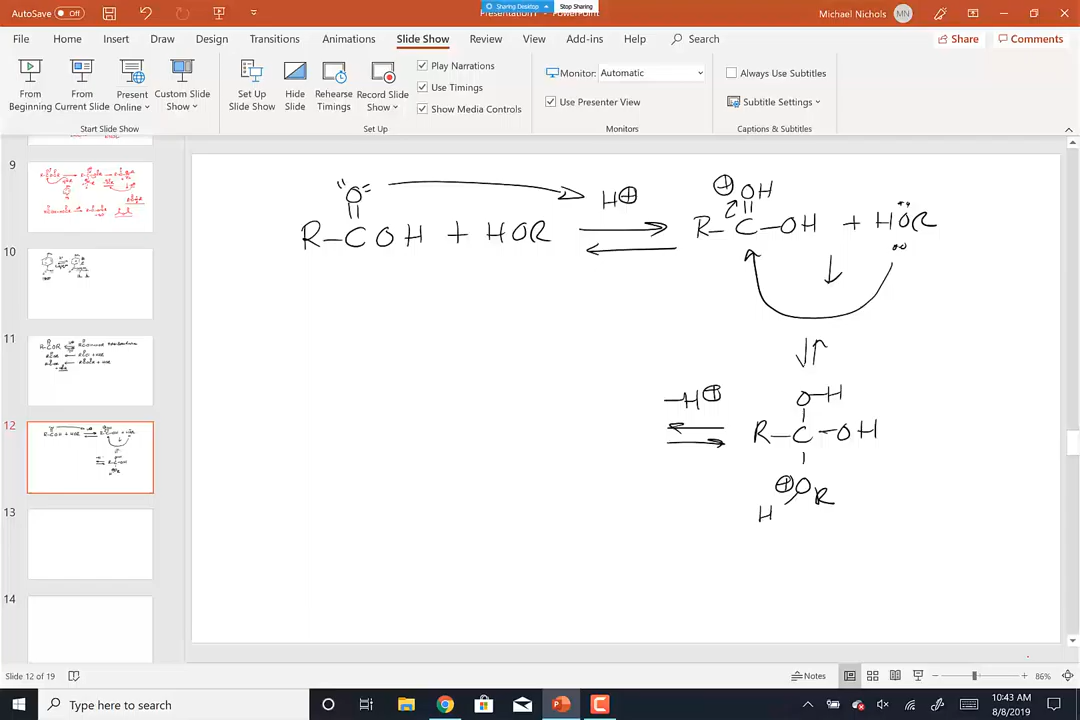 AutoSave Off
Sharing Desktop Stop Sharing
Michael Nichols MN
File Home Insert Draw Design Transitions Animations Slide Show Review View Add-ins Help Search Share Comments
From Beginning
From Current Slide
Present Online
Custom Slide Show
Set Up Slide Show
Hide Slide
Rehearse Timings
Record Slide Show
Play Narrations
Use Timings
Show Media Controls
Monitor: Automatic
Use Presenter View
Always Use Subtitles
Subtitle Settings
Start Slide Show
Set Up
Monitors
Captions & Subtitles
9
10
11
12
13
14
O
R-COH + HOR
H⊕
⊕ OH
R-C-OH + HOR
-H⊕
O-H
R-C-OH
⊕OR
H
Slide 12 of 19
Notes
86%
Type here to search
10:43 AM
8/8/2019